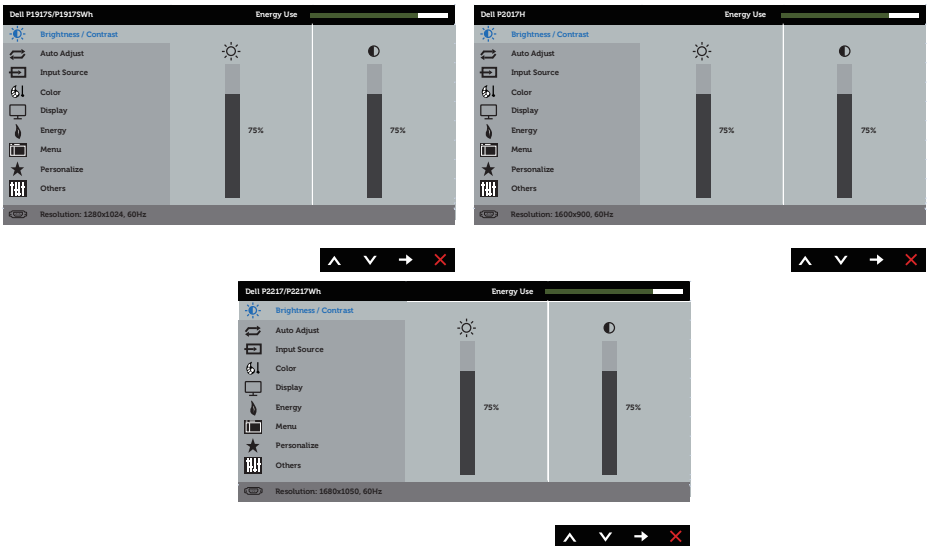 Dell P1917S/P1917SWh Energy Use
Brightness / Contrast
Auto Adjust
Input Source
Color
Display
Energy
Menu
Personalize
Others
75% 75%
Resolution: 1280x1024, 60Hz
Dell P2017H Energy Use
Brightness / Contrast
Auto Adjust
Input Source
Color
Display
Energy
Menu
Personalize
Others
75% 75%
Resolution: 1600x900, 60Hz
Dell P2217/P2217Wh Energy Use
Brightness / Contrast
Auto Adjust
Input Source
Color
Display
Energy
Menu
Personalize
Others
75% 75%
Resolution: 1680x1050, 60Hz